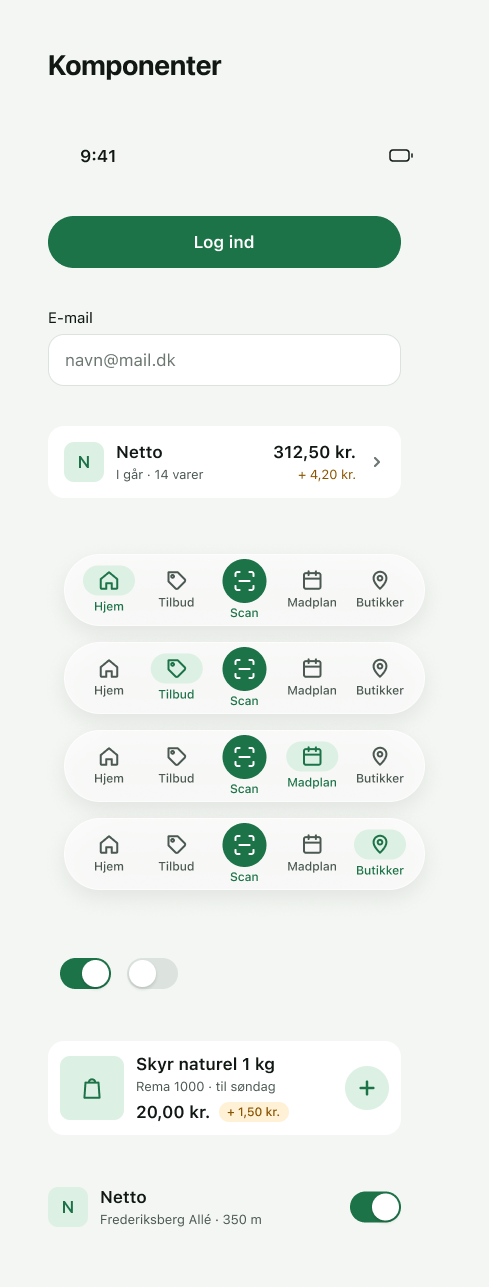 Komponenter
9:41
Log ind
E-mail
navn@mail.dk
N Netto 312,50 kr.
I går · 14 varer + 4,20 kr.
Hjem Tilbud Scan Madplan Butikker
Hjem Tilbud Scan Madplan Butikker
Hjem Tilbud Scan Madplan Butikker
Hjem Tilbud Scan Madplan Butikker
Skyr naturel 1 kg
Rema 1000 · til søndag
20,00 kr. + 1,50 kr.
N Netto
Frederiksberg Allé · 350 m